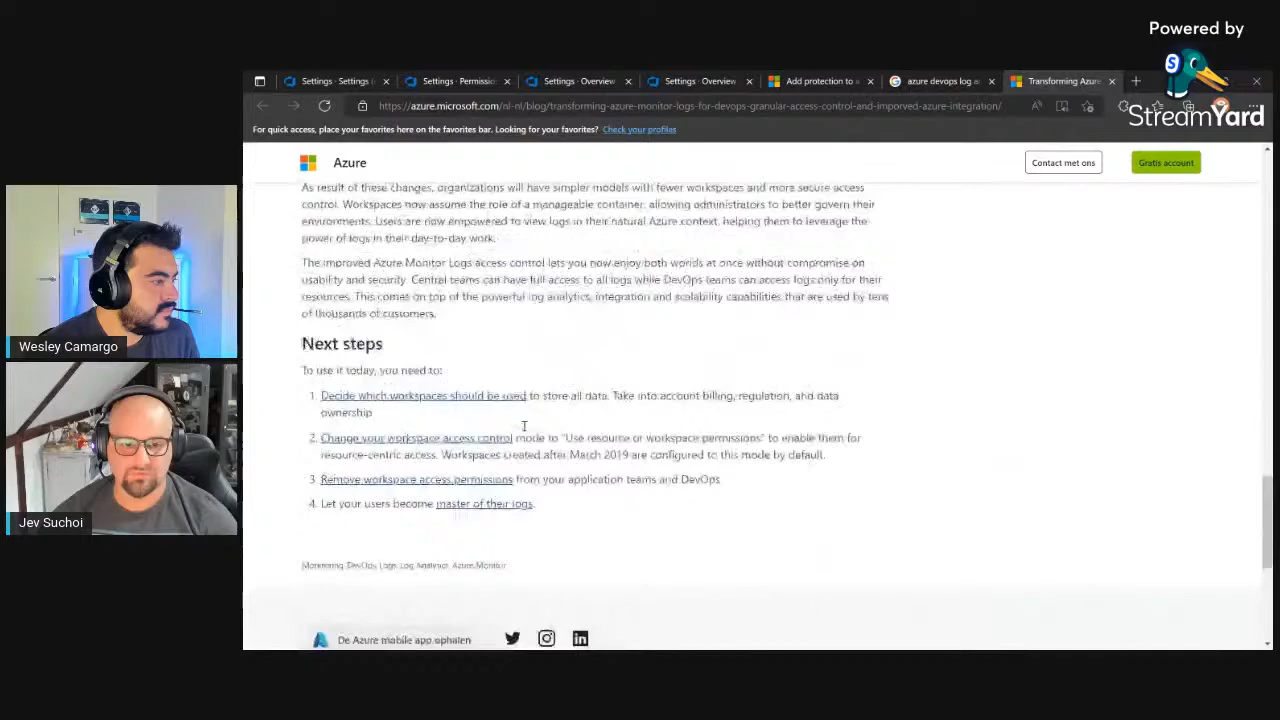 Powered by
StreamYard
Settings · Settings (
Settings · Permissio
Settings · Overview
Settings · Overview
Add protection to a
azure devops log an
Transforming Azure
https://azure.microsoft.com/nl-nl/blog/transforming-azure-monitor-logs-for-devops-granular-access-control-and-imporved-azure-integration/
For quick access, place your favorites here on the favorites bar. Looking for your favorites? Check your profiles
Azure
Contact met ons
Gratis account
As result of these changes, organizations will have simpler models with fewer workspaces and more secure access
control. Workspaces now assume the role of a manageable container, allowing administrators to better govern their
environments. Users are now empowered to view logs in their natural Azure context, helping them to leverage the
power of logs in their day-to-day work.
The improved Azure Monitor Logs access control lets you now enjoy both worlds at once without compromise on
usability and security. Central teams can have full access to all logs while DevOps teams can access logs only for their
resources. This comes on top of the powerful log analytics, integration and scalability capabilities that are used by tens
of thousands of customers.
Next steps
To use it today, you need to:
1. Decide which workspaces should be used to store all data. Take into account billing, regulation, and data
ownership
2. Change your workspace access control mode to "Use resource or workspace permissions" to enable them for
resource-centric access. Workspaces created after March 2019 are configured to this mode by default.
3. Remove workspace access permissions from your application teams and DevOps
4. Let your users become master of their logs.
Monitoring, DevOps, Logs, Log Analytics, Azure Monitor
De Azure mobile app ophalen
Wesley Camargo
Jev Suchoi